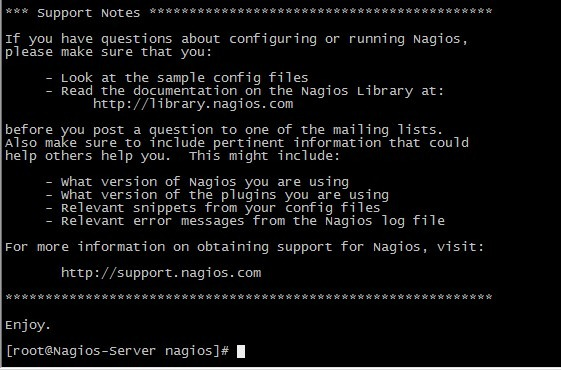 *** Support Notes *******************************************
If you have questions about configuring or running Nagios,
please make sure that you:
- Look at the sample config files
- Read the documentation on the Nagios Library at:
http://library.nagios.com
before you post a question to one of the mailing lists.
Also make sure to include pertinent information that could
help others help you.  This might include:
- What version of Nagios you are using
- What version of the plugins you are using
- Relevant snippets from your config files
- Relevant error messages from the Nagios log file
For more information on obtaining support for Nagios, visit:
http://support.nagios.com
*************************************************************
Enjoy.
[root@Nagios-Server nagios]#